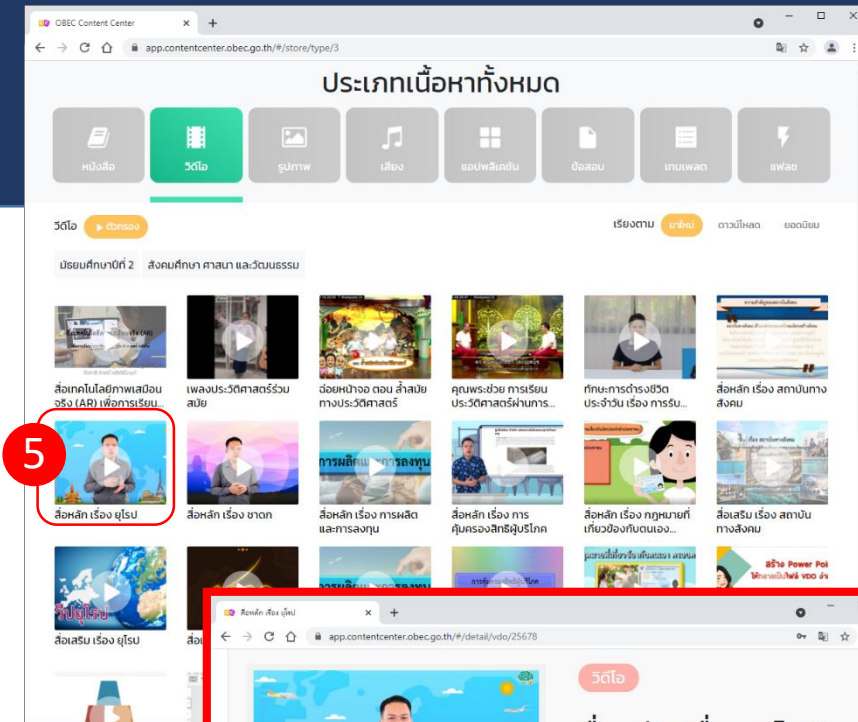 OBEC Content Center
app.contentcenter.obec.go.th/#/store/type/3
ประเภทเนื้อหาทั้งหมด
หนังสือ วีดีโอ รูปภาพ เสียง แอปพลิเคชัน ข้อสอบ เทมเพลต แฟลช
วีดีโอ ตัวกรอง เรียงตาม มาใหม่ ดาวน์โหลด ยอดนิยม
มัธยมศึกษาปีที่ 2 สังคมศึกษา ศาสนา และวัฒนธรรม
สื่อเทคโนโลยีภาพเสมือน เพลงประวัติศาสตร์ร่วม ฉ่อยหน้าจอ ตอน ล้ำสมัย คุณพระช่วย การเรียน ทักษะการดำรงชีวิต สื่อหลัก เรื่อง สถาบันทาง
จริง (AR) เพื่อการเรียน... สมัย ทางประวัติศาสตร์ ประวัติศาสตร์ผ่านการ... ประจำวัน เรื่อง การรับ... สังคม
5
การผลิตและการลงทุน
สื่อหลัก เรื่อง ยุโรป สื่อหลัก เรื่อง ชาดก สื่อหลัก เรื่อง การผลิต สื่อหลัก เรื่อง การ สื่อหลัก เรื่อง กฎหมายที่ สื่อเสริม เรื่อง สถาบัน
และการลงทุน คุ้มครองสิทธิผู้บริโภค เกี่ยวข้องกับตนเอง... ทางสังคม
สร้าง Power Poi
วีปยุโรป
สื่อเสริม เรื่อง ยุโรป
สื่อหลัก เรื่อง ยุโรป
app.contentcenter.obec.go.th/#/detail/vdo/25678
วิดีโอ